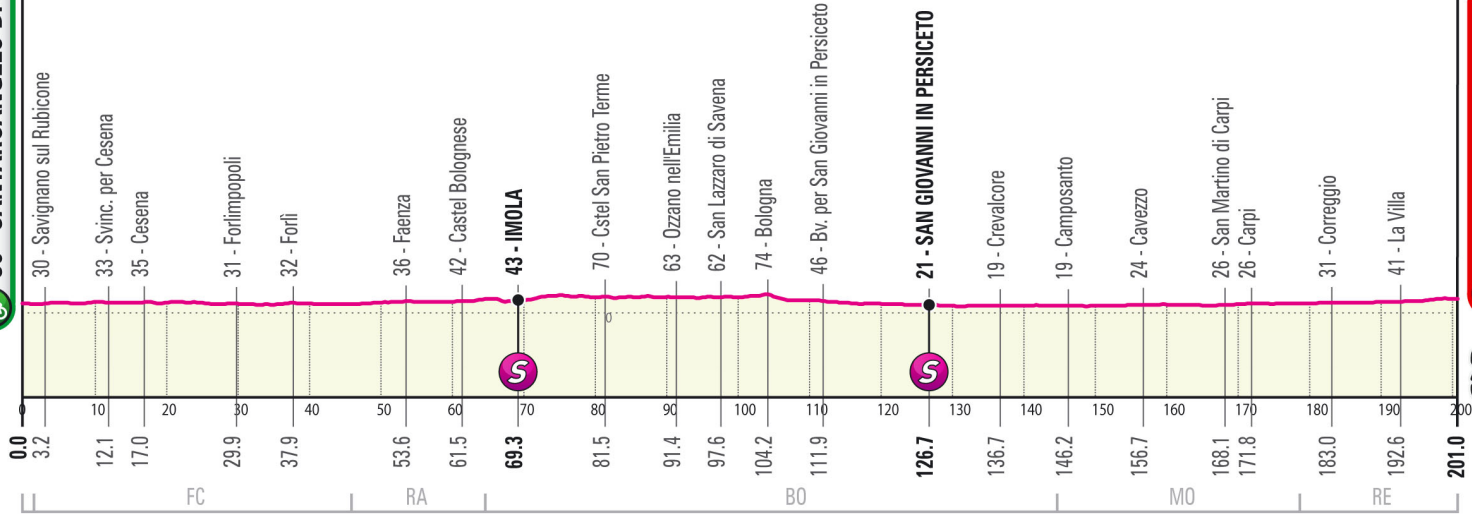 30 - Savignano sul Rubicone
33 - Svinc. per Cesena
35 - Cesena
31 - Forlimpopoli
32 - Forlì
36 - Faenza
42 - Castel Bolognese
43 - IMOLA
70 - Cstel San Pietro Terme
63 - Ozzano nell'Emilia
62 - San Lazzaro di Savena
74 - Bologna
46 - Bv. per San Giovanni in Persiceto
21 - SAN GIOVANNI IN PERSICETO
19 - Crevalcore
19 - Camposanto
24 - Cavezzo
26 - San Martino di Carpi
26 - Carpi
31 - Correggio
41 - La Villa
0
S S
0 10 20 30 40 50 60 70 80 90 100 110 120 130 140 150 160 170 180 190 200
0.0 3.2 12.1 17.0 29.9 37.9 53.6 61.5 69.3 81.5 91.4 97.6 104.2 111.9 126.7 136.7 146.2 156.7 168.1 171.8 183.0 192.6 201.0
FC RA BO MO RE